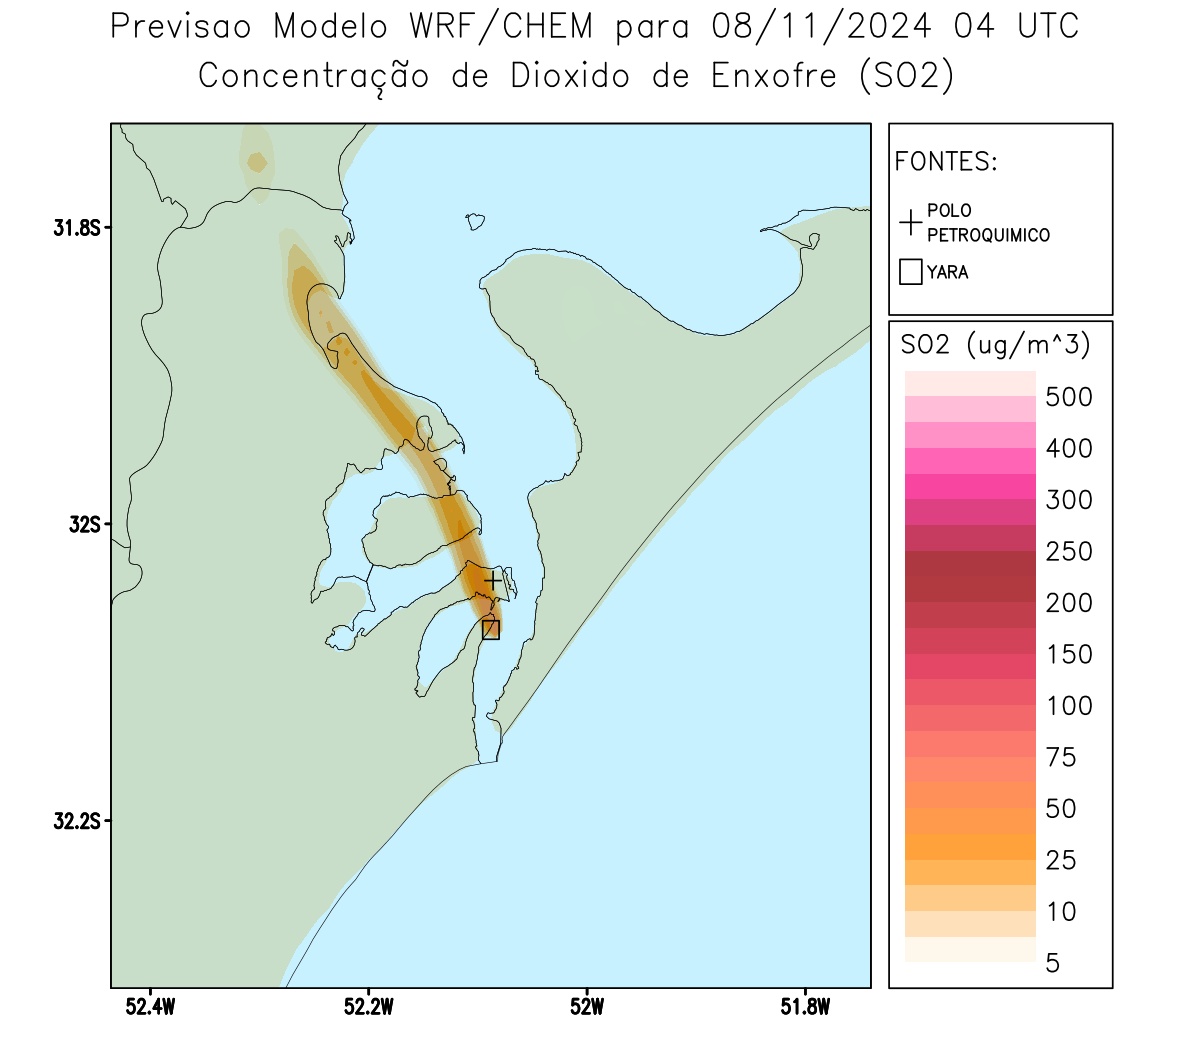 Previsao Modelo WRF/CHEM para 08/11/2024 04 UTC
Concentração de Dioxido de Enxofre (SO2)
FONTES:
POLO
PETROQUIMICO
YARA
31.8S
32S
32.2S
52.4W
52.2W
52W
51.8W
SO2 (ug/m^3)
500
400
300
250
200
150
100
75
50
25
10
5